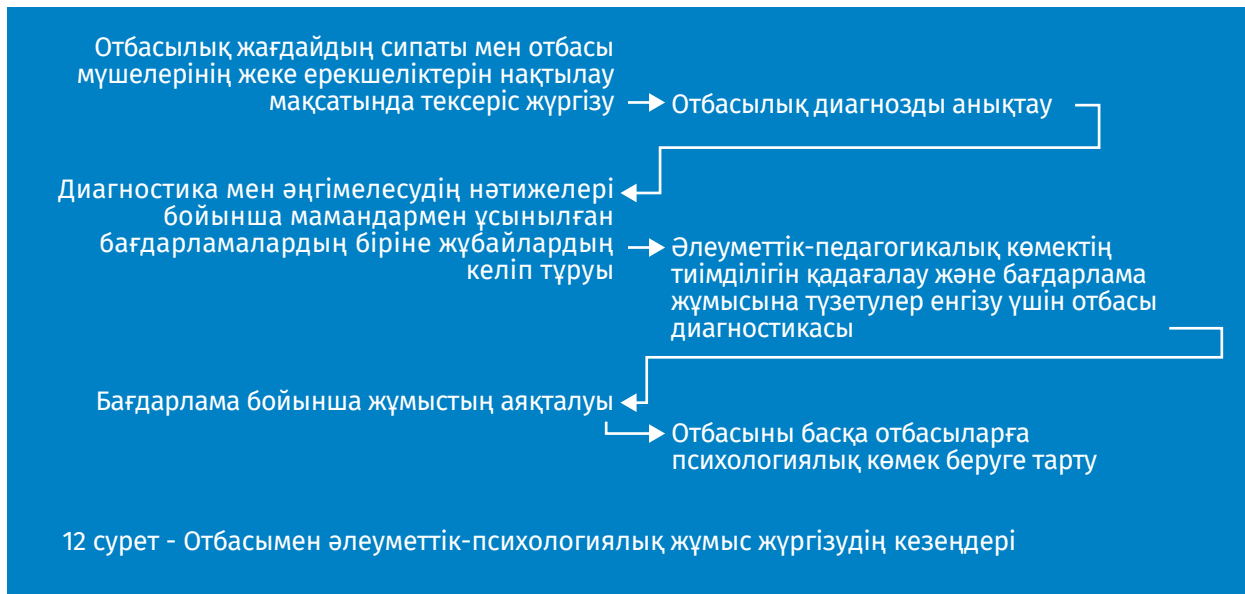 Отбасылық жағдайдың сипаты мен отбасы
мүшелерінің жеке ерекшеліктерін нақтылау
мақсатында тексеріс жүргізу
Отбасылық диагнозды анықтау
Диагностика мен әңгімелесудің нәтижелері
бойынша мамандармен ұсынылған
бағдарламалардың біріне жұбайлардың
келіп тұруы
Әлеуметтік-педагогикалық көмектің
тиімділігін қадағалау және бағдарлама
жұмысына түзетулер енгізу үшін отбасы
диагностикасы
Бағдарлама бойынша жұмыстың аяқталуы
Отбасыны басқа отбасыларға
психологиялық көмек беруге тарту
12 сурет - Отбасымен әлеуметтік-психологиялық жұмыс жүргізудің кезеңдері